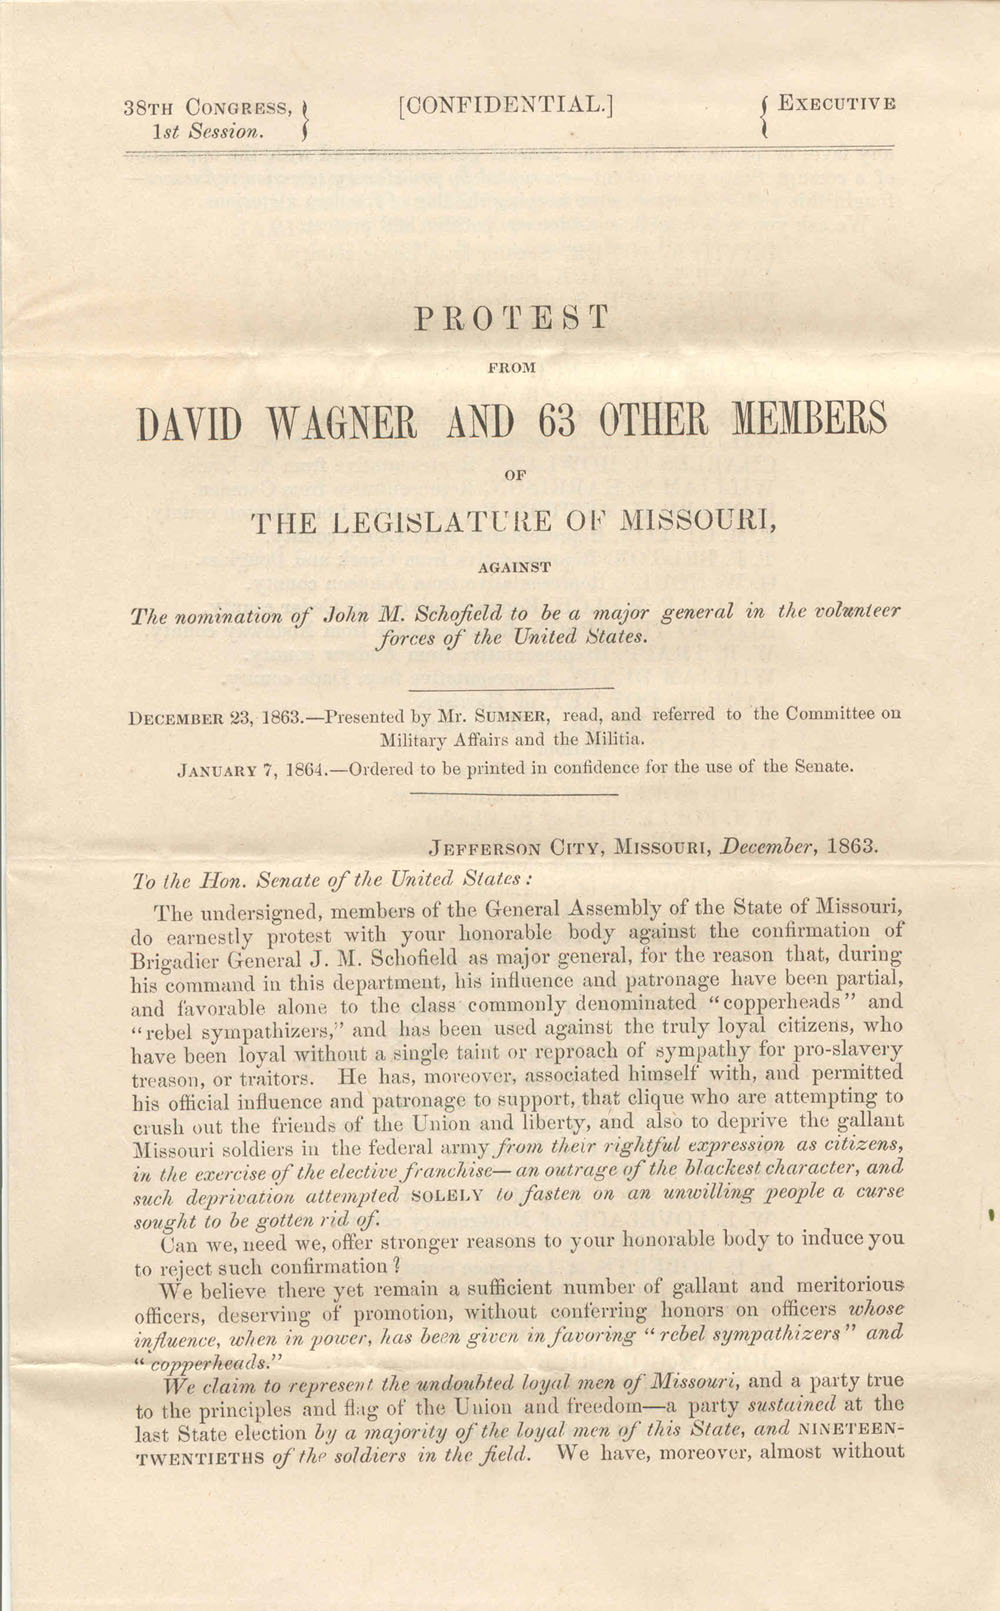 38TH CONGRESS, } [CONFIDENTIAL.] { EXECUTIVE
1st Session.
PROTEST
FROM
DAVID WAGNER AND 63 OTHER MEMBERS
OF
THE LEGISLATURE OF MISSOURI,
AGAINST
The nomination of John M. Schofield to be a major general in the volunteer
forces of the United States.
DECEMBER 23, 1863.—Presented by Mr. SUMNER, read, and referred to the Committee on
Military Affairs and the Militia.
JANUARY 7, 1864.—Ordered to be printed in confidence for the use of the Senate.
JEFFERSON CITY, MISSOURI, December, 1863.
To the Hon. Senate of the United States:
The undersigned, members of the General Assembly of the State of Missouri,
do earnestly protest with your honorable body against the confirmation of
Brigadier General J. M. Schofield as major general, for the reason that, during
his command in this department, his influence and patronage have been partial,
and favorable alone to the class commonly denominated "copperheads" and
"rebel sympathizers," and has been used against the truly loyal citizens, who
have been loyal without a single taint or reproach of sympathy for pro-slavery
treason, or traitors. He has, moreover, associated himself with, and permitted
his official influence and patronage to support, that clique who are attempting to
crush out the friends of the Union and liberty, and also to deprive the gallant
Missouri soldiers in the federal army from their rightful expression as citizens,
in the exercise of the elective franchise—an outrage of the blackest character, and
such deprivation attempted SOLELY to fasten on an unwilling people a curse
sought to be gotten rid of.
Can we, need we, offer stronger reasons to your honorable body to induce you
to reject such confirmation?
We believe there yet remain a sufficient number of gallant and meritorious
officers, deserving of promotion, without conferring honors on officers whose
influence, when in power, has been given in favoring "rebel sympathizers" and
"copperheads."
We claim to represent the undoubted loyal men of Missouri, and a party true
to the principles and flag of the Union and freedom—a party sustained at the
last State election by a majority of the loyal men of this State, and NINETEEN-
TWENTIETHS of the soldiers in the field. We have, moreover, almost without